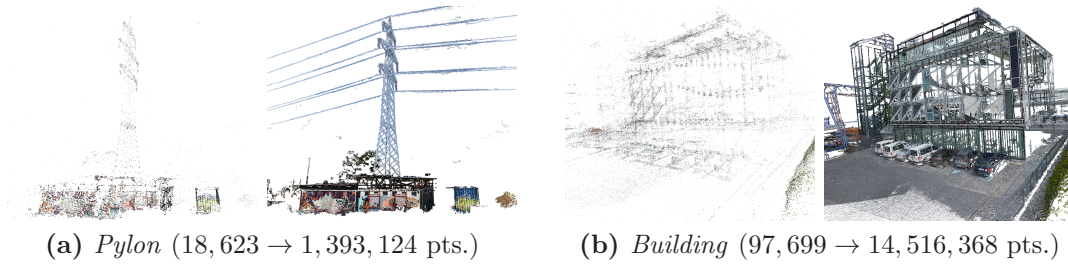 (a) Pylon (18, 623 → 1, 393, 124 pts.)
(b) Building (97, 699 → 14, 516, 368 pts.)